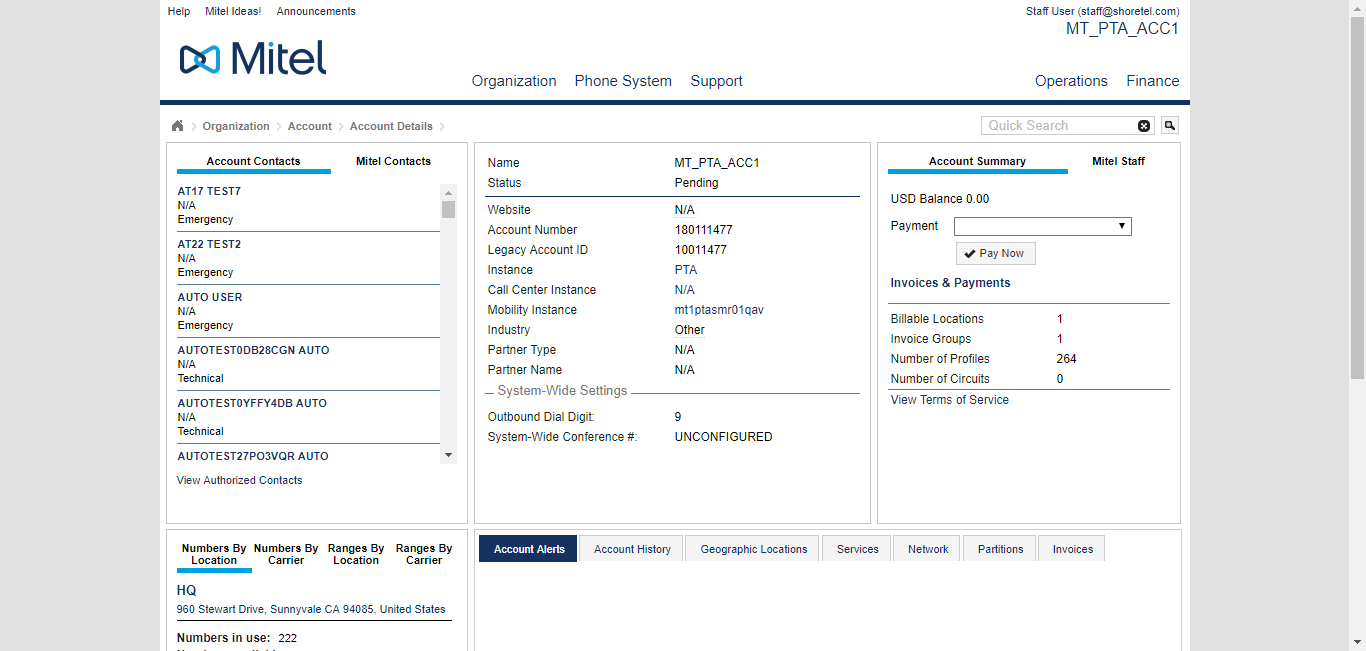 Help Mitel Ideas! Announcements
Staff User (staff@shoretel.com)
MT_PTA_ACC1
Mitel
Organization Phone System Support
Operations Finance
Organization Account Account Details
Quick Search
Account Contacts Mitel Contacts
AT17 TEST7
N/A
Emergency
AT22 TEST2
N/A
Emergency
AUTO USER
N/A
Emergency
AUTOTEST0DB28CGN AUTO
N/A
Technical
AUTOTEST0YFFY4DB AUTO
N/A
Technical
AUTOTEST27PO3VQR AUTO
View Authorized Contacts
Name MT_PTA_ACC1
Status Pending
Website N/A
Account Number 180111477
Legacy Account ID 10011477
Instance PTA
Call Center Instance N/A
Mobility Instance mt1ptasmr01qav
Industry Other
Partner Type N/A
Partner Name N/A
System-Wide Settings
Outbound Dial Digit: 9
System-Wide Conference #: UNCONFIGURED
Account Summary Mitel Staff
USD Balance 0.00
Payment
Pay Now
Invoices & Payments
Billable Locations 1
Invoice Groups 1
Number of Profiles 264
Number of Circuits 0
View Terms of Service
Numbers By Location Numbers By Carrier Ranges By Location Ranges By Carrier
HQ
960 Stewart Drive, Sunnyvale CA 94085, United States
Numbers in use: 222
Account Alerts Account History Geographic Locations Services Network Partitions Invoices